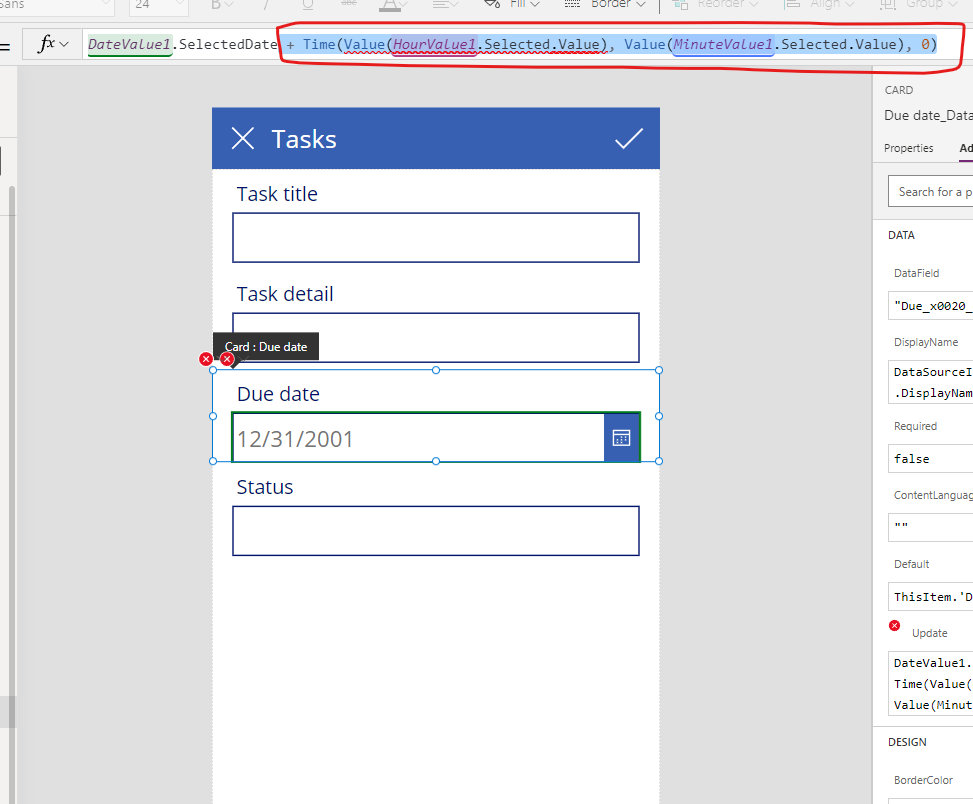 24
B
Fill
Border
Reorder
Align
Group
fx
DateValue1.SelectedDate + Time(Value(HourValue1.Selected.Value), Value(MinuteValue1.Selected.Value), 0)
CARD
Due date_Data
Properties
Ad
Tasks
Task title
Search for a p
DATA
DataField
Task detail
"Due_x0020_
DisplayName
Card : Due date
DataSourceI
.DisplayNam
Due date
Required
12/31/2001
false
Status
ContentLanguag
""
Default
ThisItem.'D
Update
DateValue1.
Time(Value(
Value(Minut
DESIGN
BorderColor